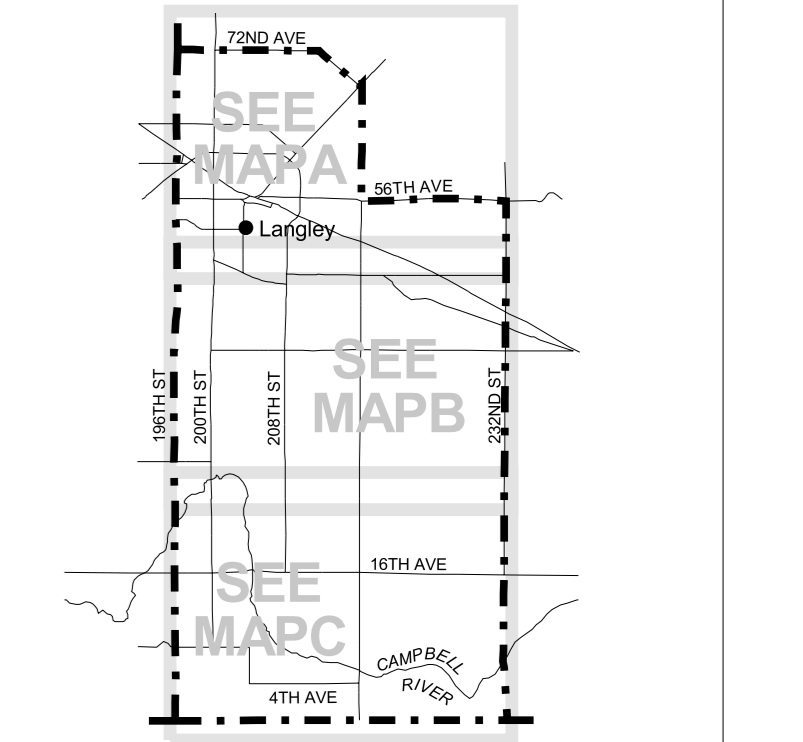 72ND AVE
SEE
MAPA
56TH AVE
Langley
SEE
MAPB
196TH ST
200TH ST
208TH ST
232ND ST
16TH AVE
SEE
MAPC
CAMPBELL
RIVER
4TH AVE